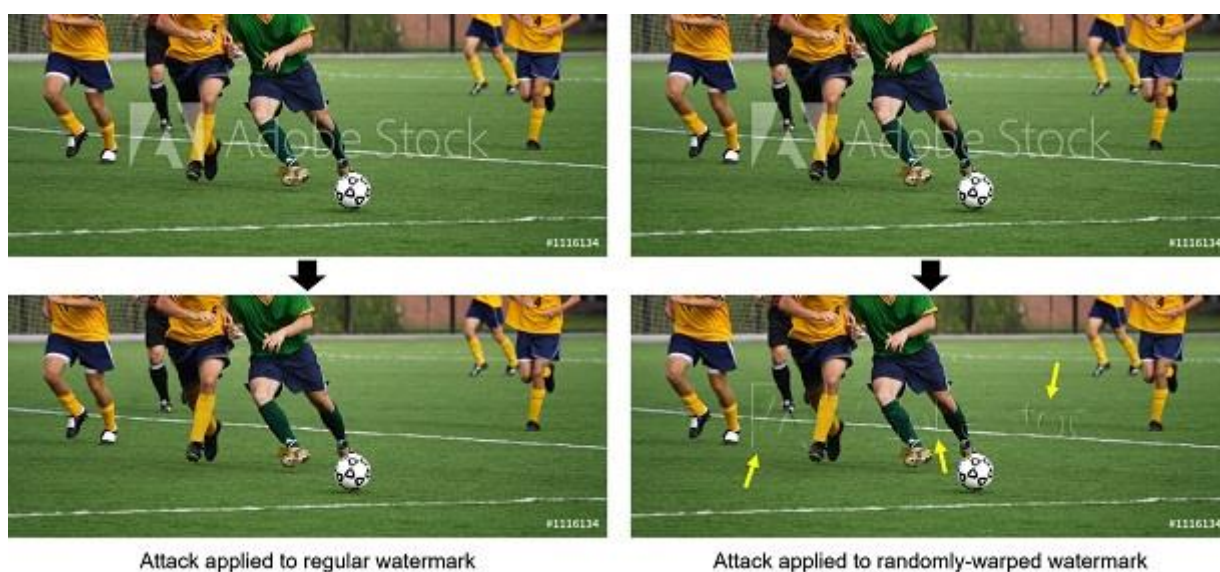 Adobe Stock
#1116134
Adobe Stock
#1116134
#1116134
#1116134
Attack applied to regular watermark
Attack applied to randomly-warped watermark